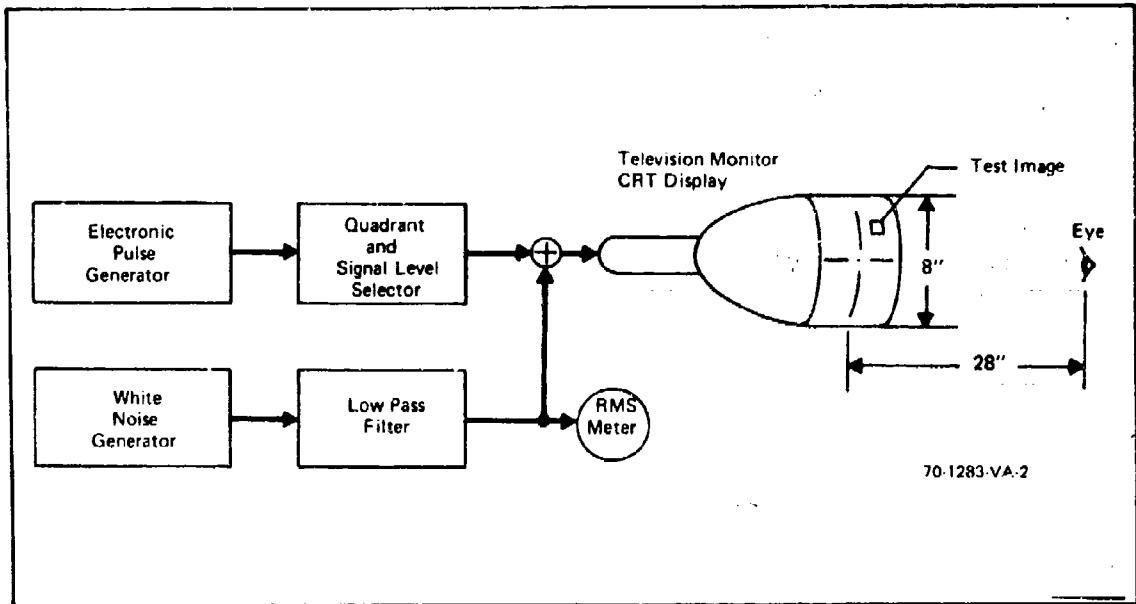 Television Monitor
CRT Display
Test Image
Electronic
Pulse
Generator
Quadrant
and
Signal Level
Selector
8"
Eye
28"
White
Noise
Generator
Low Pass
Filter
RMS
Meter
70-1283-VA-2